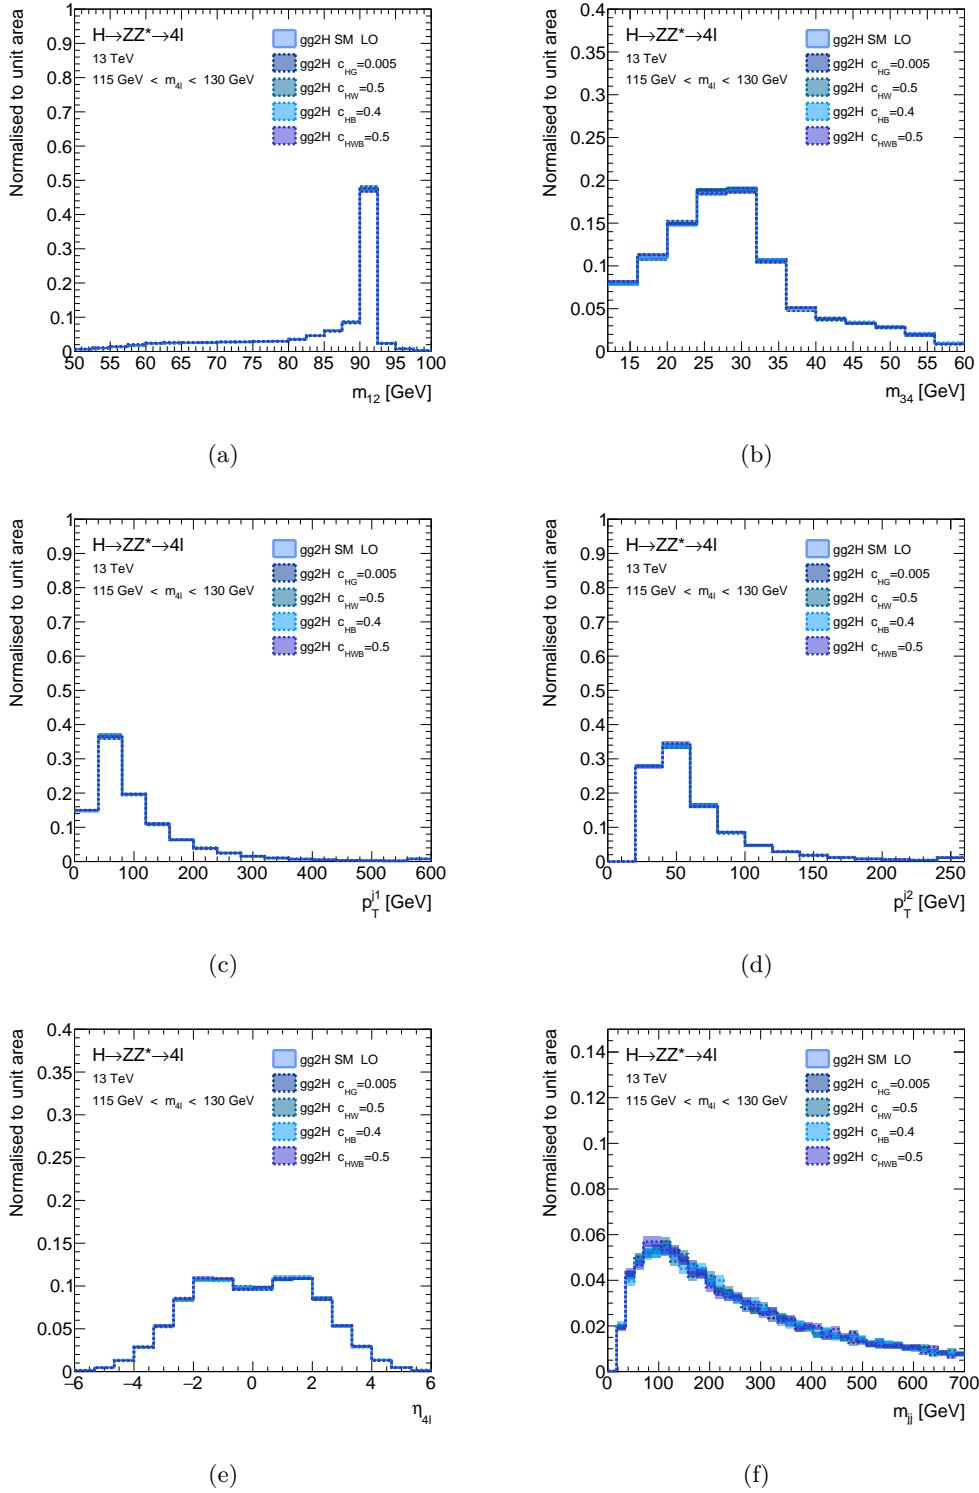 Normalised to unit area
1
0.9
0.8
0.7
0.6
0.5
0.4
0.3
0.2
0.1
0
H→ZZ*→4l
13 TeV
115 GeV < m4l < 130 GeV
gg2H SM LO
gg2H cHG=0.005
gg2H cHW=0.5
gg2H cHB=0.4
gg2H cHWB=0.5
50 55 60 65 70 75 80 85 90 95 100
m12 [GeV]
(a)
Normalised to unit area
0.4
0.35
0.3
0.25
0.2
0.15
0.1
0.05
0
H→ZZ*→4l
13 TeV
115 GeV < m4l < 130 GeV
gg2H SM LO
gg2H cHG=0.005
gg2H cHW=0.5
gg2H cHB=0.4
gg2H cHWB=0.5
15 20 25 30 35 40 45 50 55 60
m34 [GeV]
(b)
Normalised to unit area
1
0.9
0.8
0.7
0.6
0.5
0.4
0.3
0.2
0.1
0
H→ZZ*→4l
13 TeV
115 GeV < m4l < 130 GeV
gg2H SM LO
gg2H cHG=0.005
gg2H cHW=0.5
gg2H cHB=0.4
gg2H cHWB=0.5
0 100 200 300 400 500 600
pTj1 [GeV]
(c)
Normalised to unit area
1
0.9
0.8
0.7
0.6
0.5
0.4
0.3
0.2
0.1
0
H→ZZ*→4l
13 TeV
115 GeV < m4l < 130 GeV
gg2H SM LO
gg2H cHG=0.005
gg2H cHW=0.5
gg2H cHB=0.4
gg2H cHWB=0.5
0 50 100 150 200 250
pTj2 [GeV]
(d)
Normalised to unit area
0.4
0.35
0.3
0.25
0.2
0.15
0.1
0.05
0
H→ZZ*→4l
13 TeV
115 GeV < m4l < 130 GeV
gg2H SM LO
gg2H cHG=0.005
gg2H cHW=0.5
gg2H cHB=0.4
gg2H cHWB=0.5
−6 −4 −2 0 2 4 6
η4l
(e)
Normalised to unit area
0.14
0.12
0.1
0.08
0.06
0.04
0.02
0
H→ZZ*→4l
13 TeV
115 GeV < m4l < 130 GeV
gg2H SM LO
gg2H cHG=0.005
gg2H cHW=0.5
gg2H cHB=0.4
gg2H cHWB=0.5
0 100 200 300 400 500 600 700
mjj [GeV]
(f)